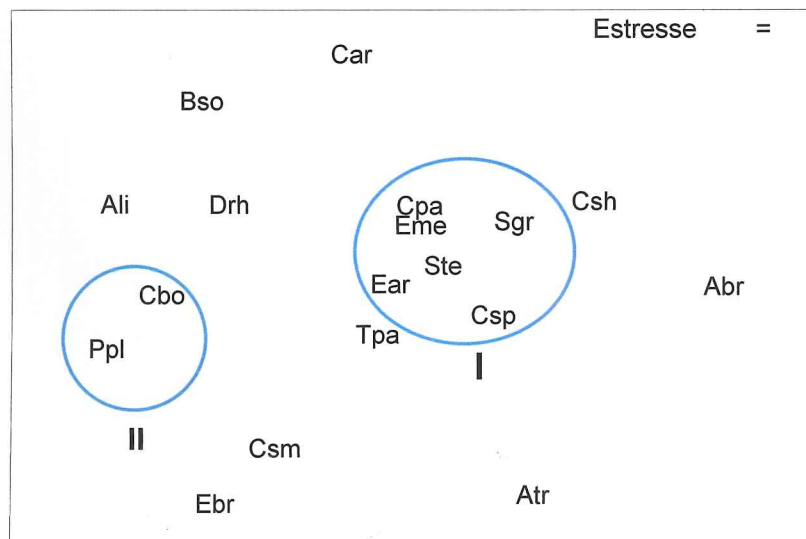 Estresse =
Car
Bso
Ali Drh Cpa Csh
Eme Sgr
Ste
Ear Abr
Cbo
Csp
Tpa
Ppl
I
II
Csm
Atr
Ebr